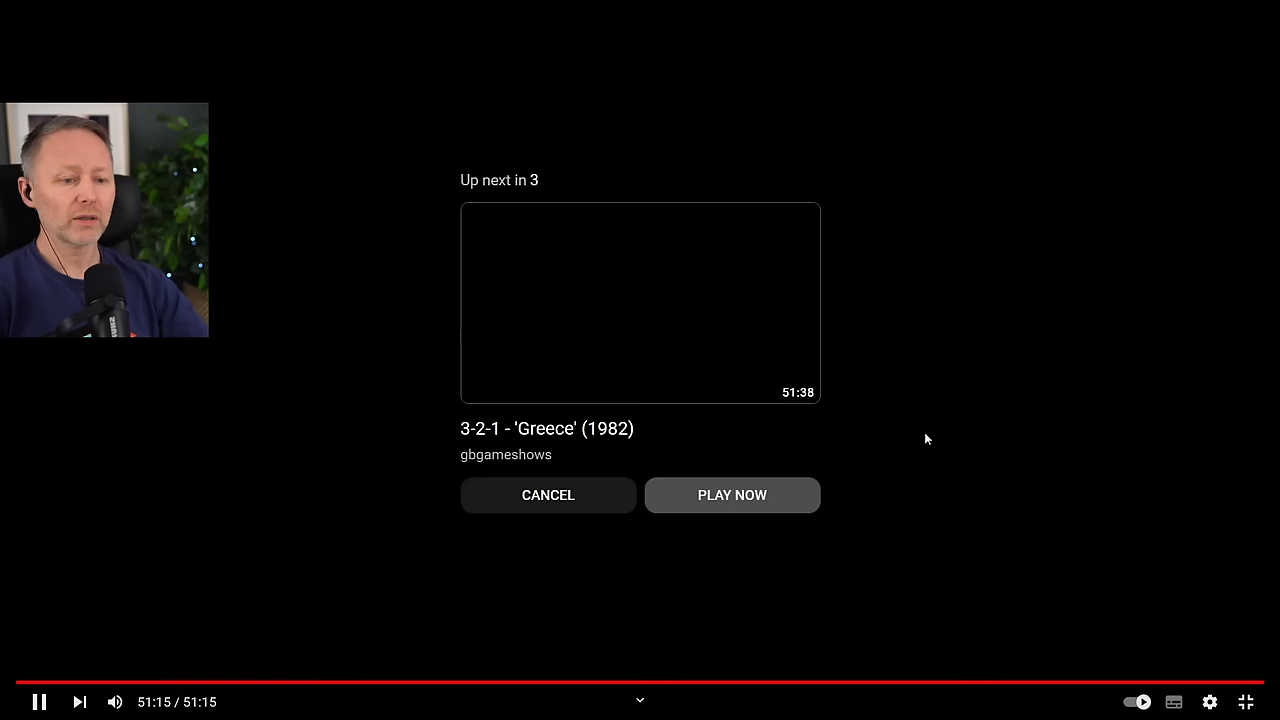 Up next in 3
51:38
3-2-1 - 'Greece' (1982)
gbgameshows
CANCEL
PLAY NOW
51:15 / 51:15